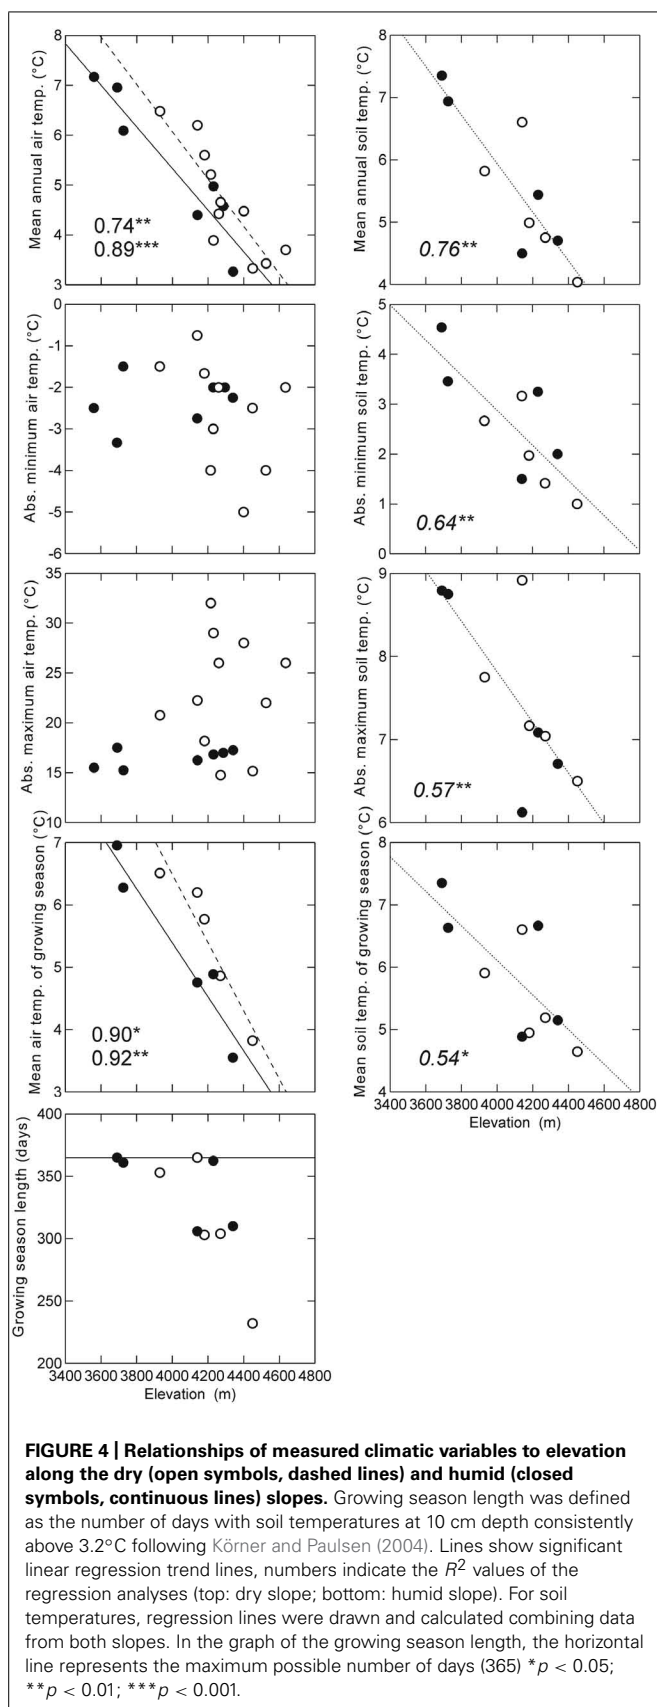 8
7
6
5
4
3
Mean annual air temp. (°C)
0.74**
0.89***
8
7
6
5
4
Mean annual soil temp. (°C)
0.76**
0
-1
-2
-3
-4
-5
-6
Abs. minimum air temp. (°C)
5
4
3
2
1
0
Abs. minimum soil temp. (°C)
0.64**
35
30
25
20
15
10
Abs. maximum air temp. (°C)
9
8
7
6
Abs. maximum soil temp. (°C)
0.57**
7
6
5
4
3
Mean air temp. of growing season (°C)
0.90*
0.92**
8
7
6
5
4
Mean soil temp. of growing season (°C)
0.54*
3400 3600 3800 4000 4200 4400 4600 4800
Elevation (m)
400
350
300
250
200
Growing season length (days)
3400 3600 3800 4000 4200 4400 4600 4800
Elevation (m)
FIGURE 4 | Relationships of measured climatic variables to elevation
along the dry (open symbols, dashed lines) and humid (closed
symbols, continuous lines) slopes. Growing season length was defined
as the number of days with soil temperatures at 10 cm depth consistently
above 3.2°C following Körner and Paulsen (2004). Lines show significant
linear regression trend lines, numbers indicate the R² values of the
regression analyses (top: dry slope; bottom: humid slope). For soil
temperatures, regression lines were drawn and calculated combining data
from both slopes. In the graph of the growing season length, the horizontal
line represents the maximum possible number of days (365) *p < 0.05;
**p < 0.01; ***p < 0.001.